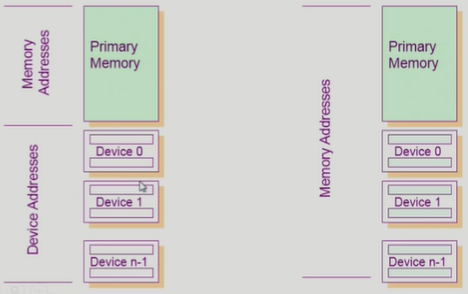 Memory
Addresses
Primary
Memory
Device Addresses
Device 0
Device 1
Device n-1
Memory Addresses
Primary
Memory
Device 0
Device 1
Device n-1